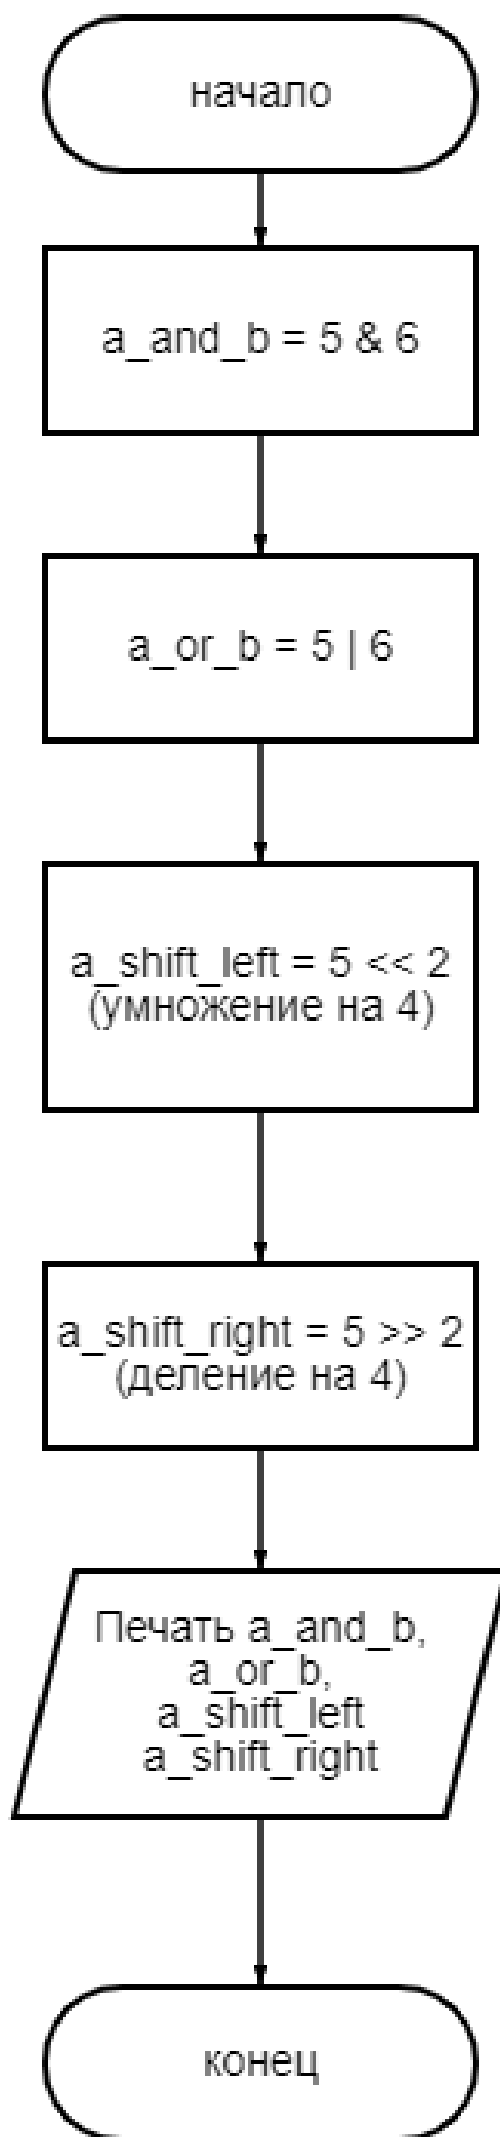 начало
a_and_b = 5 & 6
a_or_b = 5 | 6
a_shift_left = 5 << 2
(умножение на 4)
a_shift_right = 5 >> 2
(деление на 4)
Печать a_and_b,
a_or_b,
a_shift_left
a_shift_right
конец